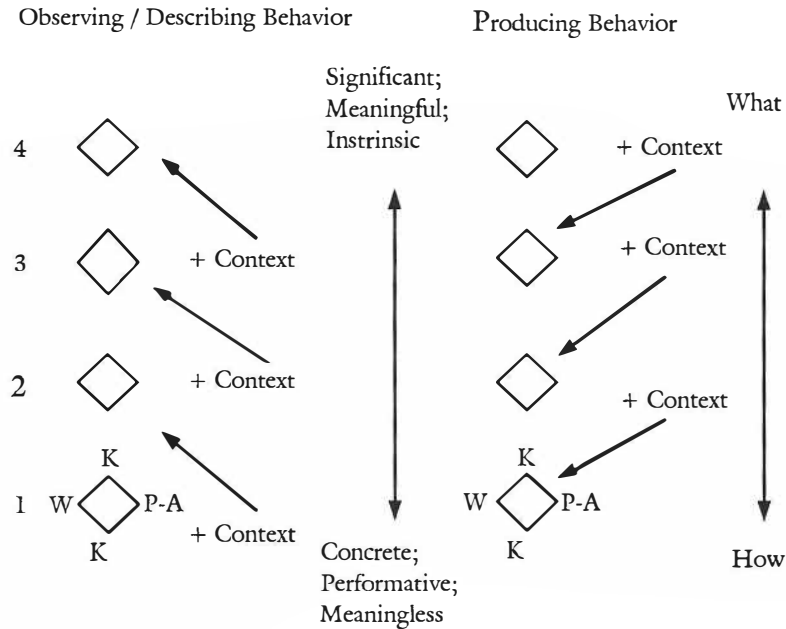 Observing / Describing Behavior
Producing Behavior
Significant;
Meaningful;
Instrinsic
What
4
+ Context
3
+ Context
+ Context
2
+ Context
+ Context
K
K
1
W
P-A
W
P-A
+ Context
K
K
Concrete;
Performative;
Meaningless
How